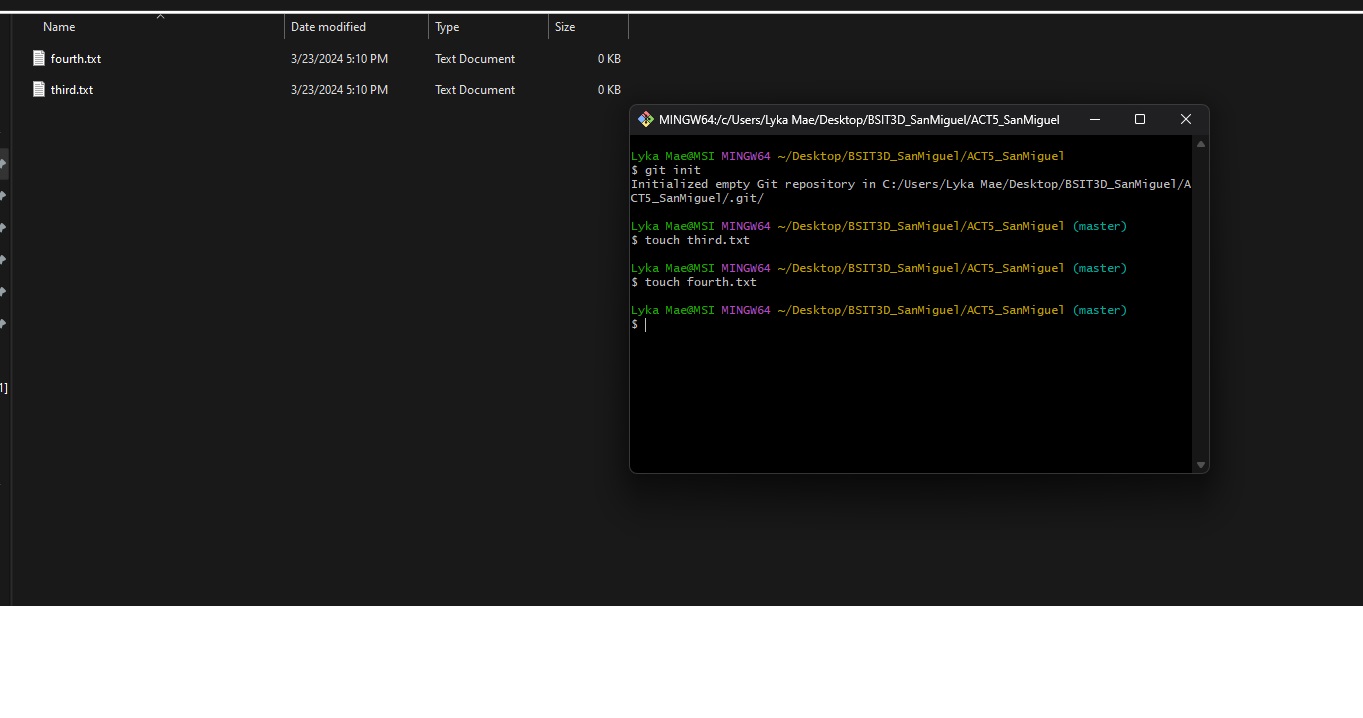 Name Date modified Type Size
fourth.txt 3/23/2024 5:10 PM Text Document 0 KB
third.txt 3/23/2024 5:10 PM Text Document 0 KB
MINGW64:/c/Users/Lyka Mae/Desktop/BSIT3D_SanMiguel/ACT5_SanMiguel
Lyka Mae@MSI MINGW64 ~/Desktop/BSIT3D_SanMiguel/ACT5_SanMiguel
$ git init
Initialized empty Git repository in C:/Users/Lyka Mae/Desktop/BSIT3D_SanMiguel/A
CT5_SanMiguel/.git/
Lyka Mae@MSI MINGW64 ~/Desktop/BSIT3D_SanMiguel/ACT5_SanMiguel (master)
$ touch third.txt
Lyka Mae@MSI MINGW64 ~/Desktop/BSIT3D_SanMiguel/ACT5_SanMiguel (master)
$ touch fourth.txt
Lyka Mae@MSI MINGW64 ~/Desktop/BSIT3D_SanMiguel/ACT5_SanMiguel (master)
$
1]